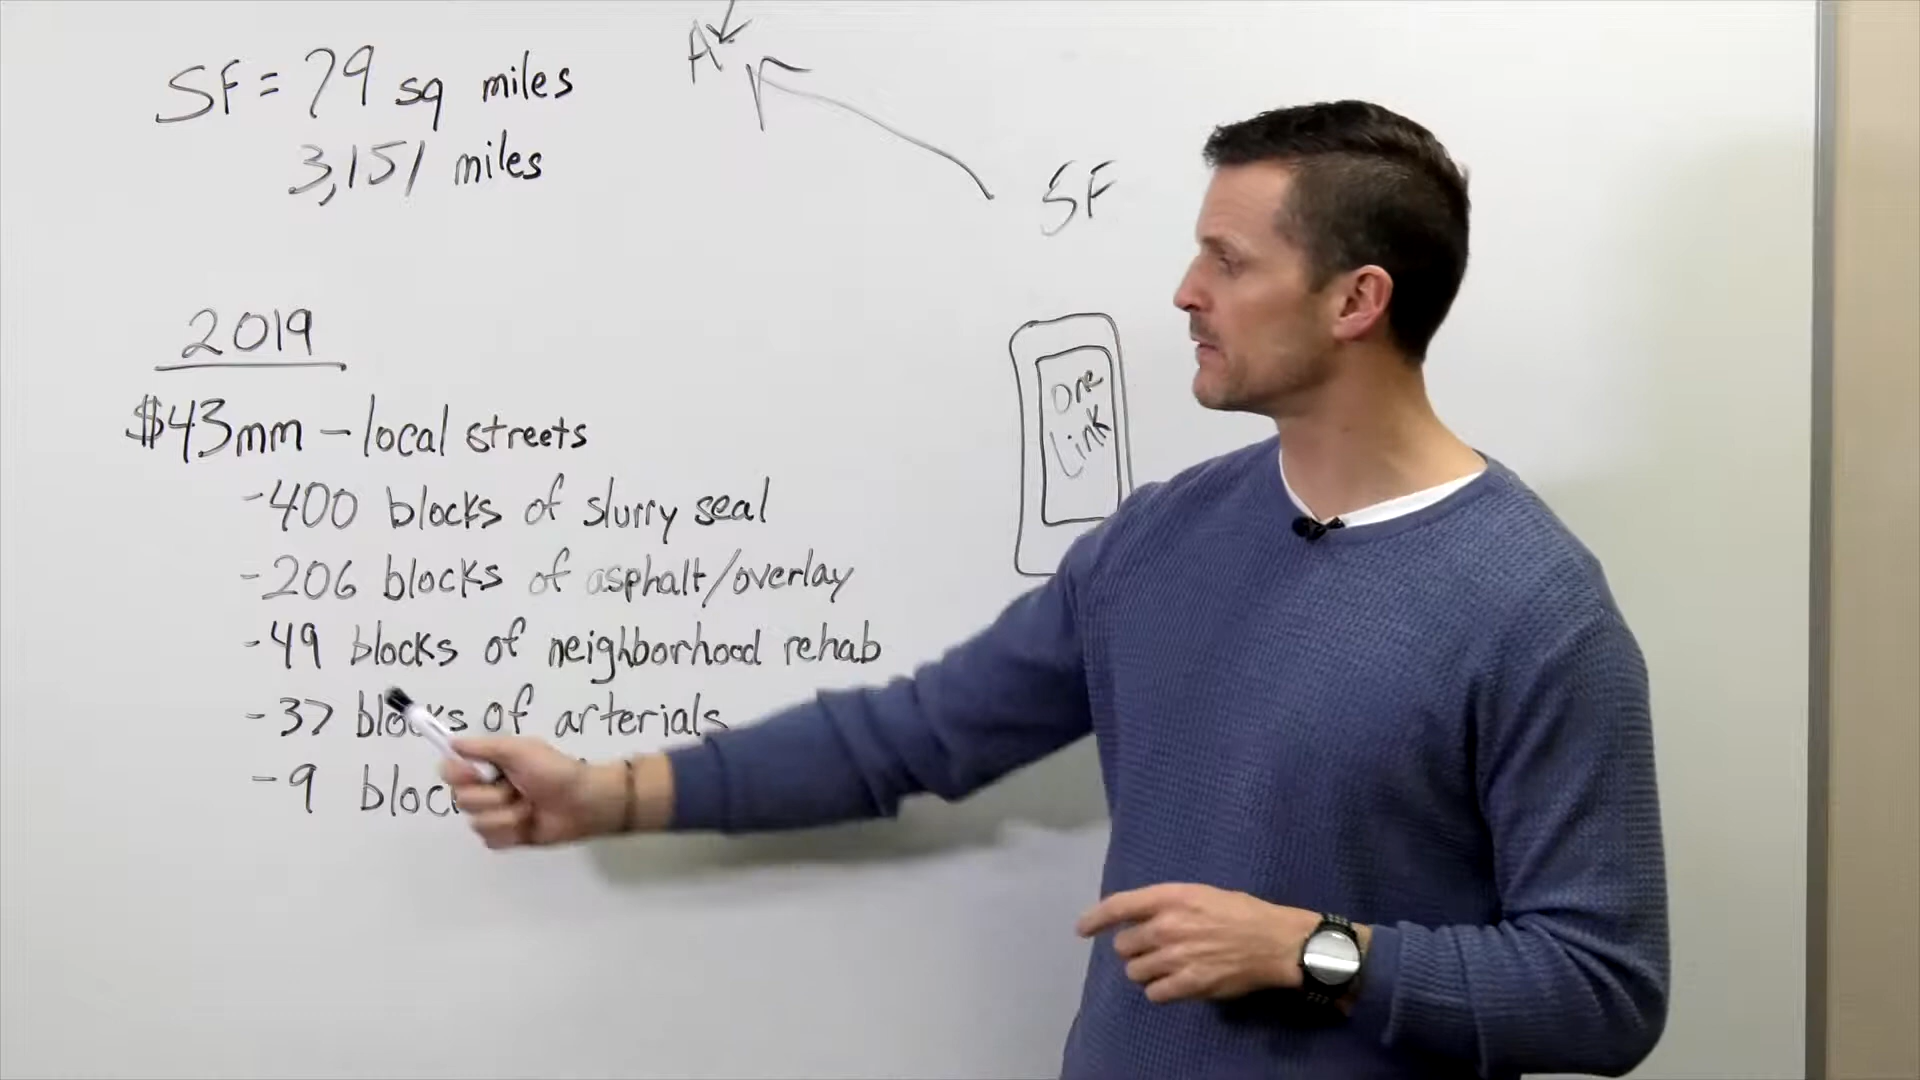 SF = 79 sq miles
3,151 miles
A
SF
2019
$43mm - local streets
-400 blocks of slurry seal
-206 blocks of asphalt/overlay
-49 blocks of neighborhood rehab
-37 blocks of arterials
-9
One
Link